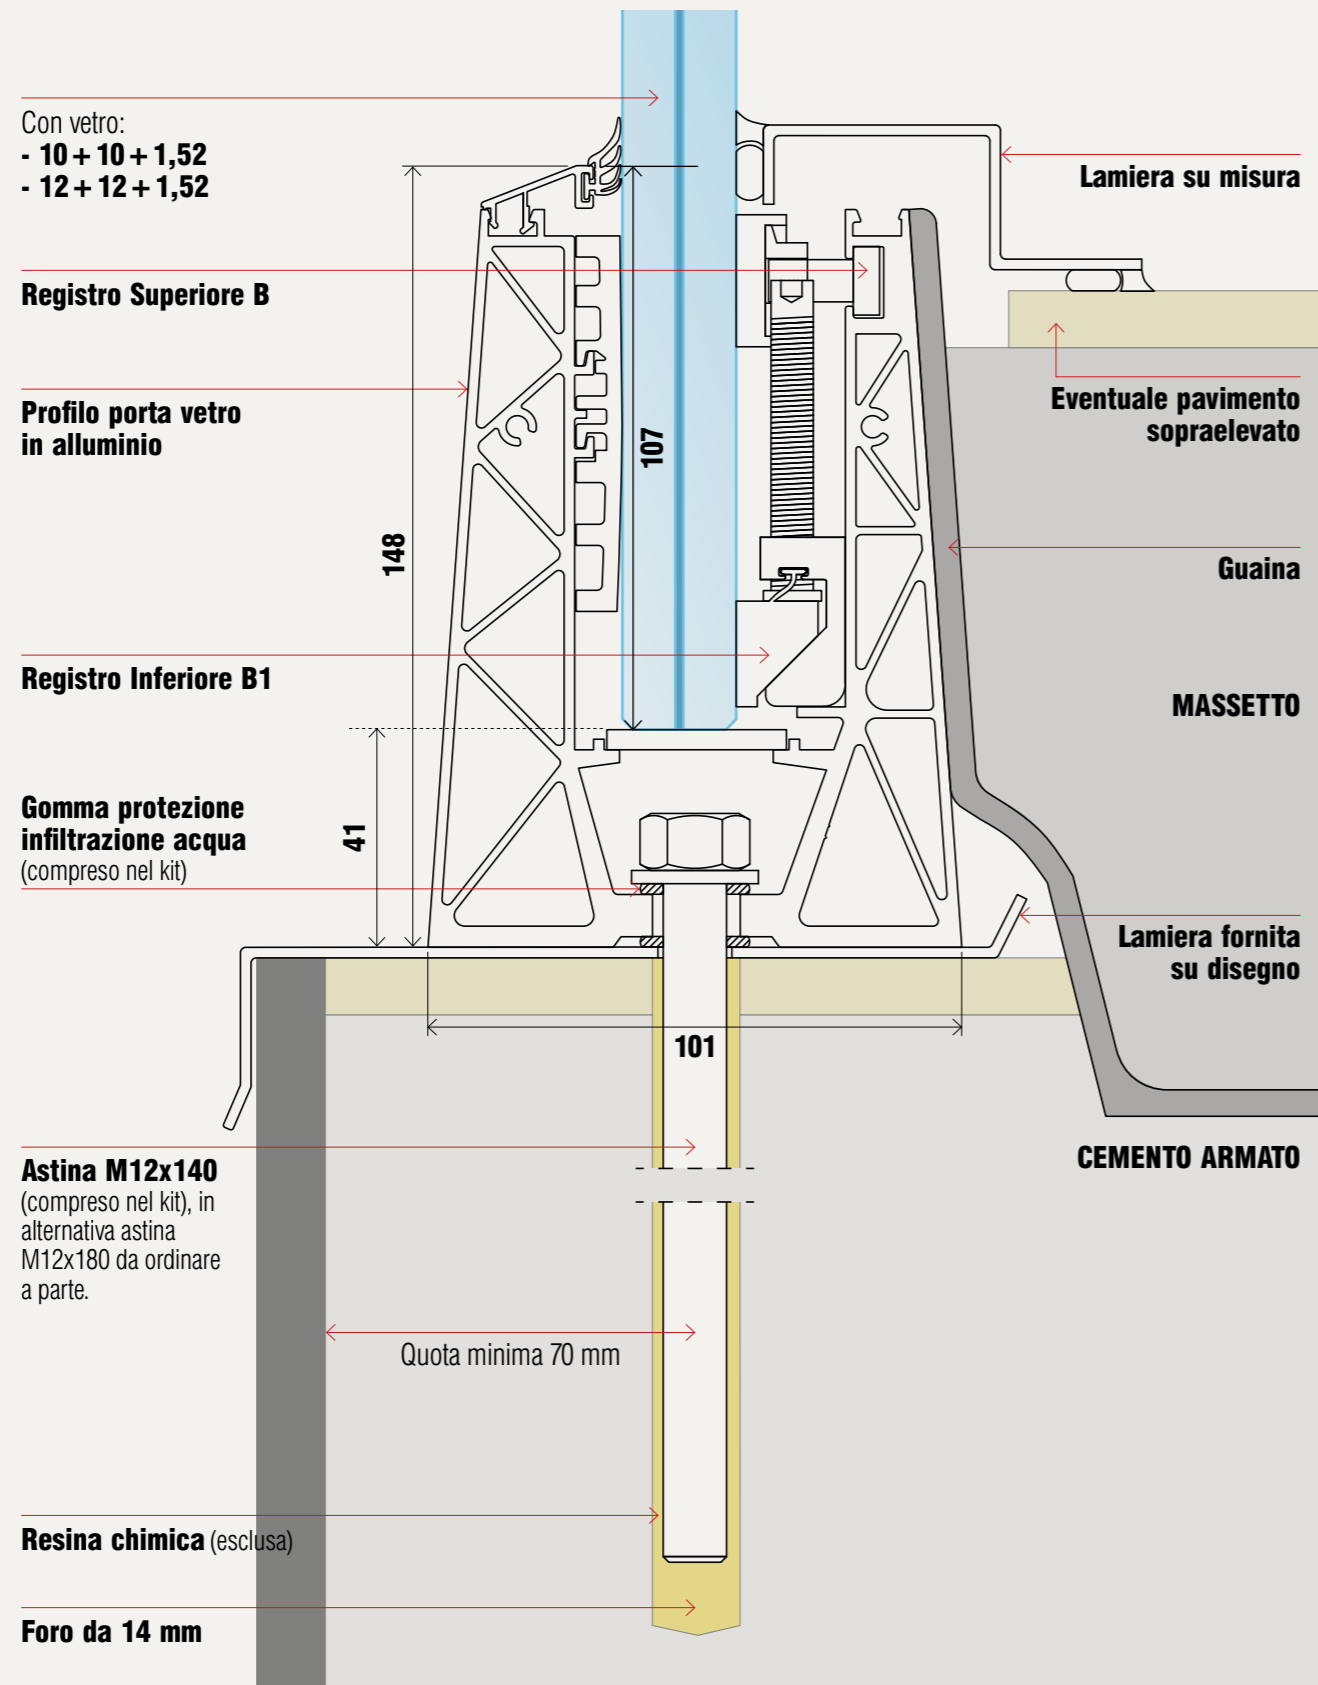 Con vetro:
- 10 + 10 + 1,52
- 12 + 12 + 1,52
Registro Superiore B
Profilo porta vetro
in alluminio
Registro Inferiore B1
Gomma protezione
infiltrazione acqua
(compreso nel kit)
Astina M12x140
(compreso nel kit), in
alternativa astina
M12x180 da ordinare
a parte.
Resina chimica (esclusa)
Foro da 14 mm
148
107
41
101
Quota minima 70 mm
Lamiera su misura
Eventuale pavimento
sopraelevato
Guaina
MASSETTO
Lamiera fornita
su disegno
CEMENTO ARMATO